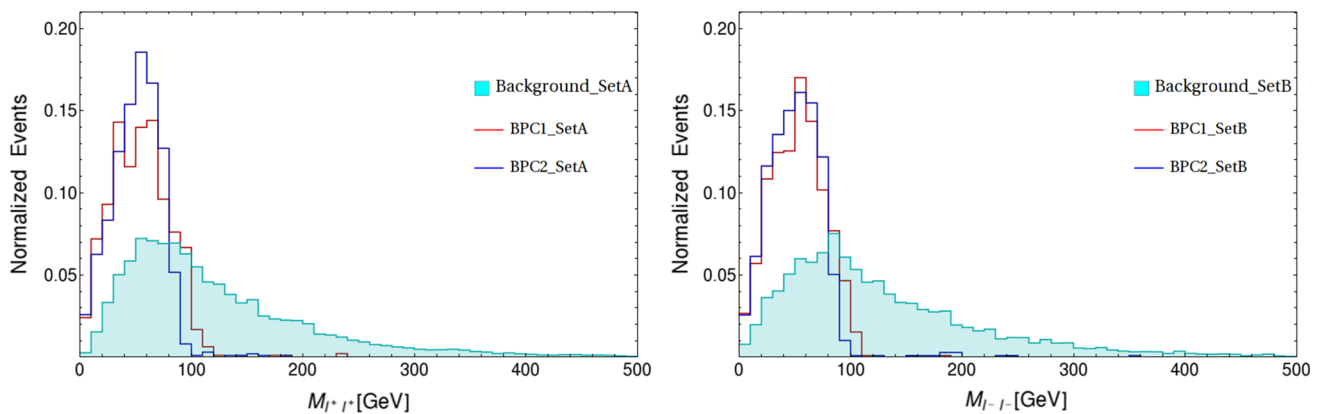 Normalized Events
0.20
0.15
0.10
0.05
Background_SetA
BPC1_SetA
BPC2_SetA
0 100 200 300 400 500
M_{l^+ l^+}[GeV]
Normalized Events
0.20
0.15
0.10
0.05
Background_SetB
BPC1_SetB
BPC2_SetB
0 100 200 300 400 500
M_{l^- l^-}[GeV]